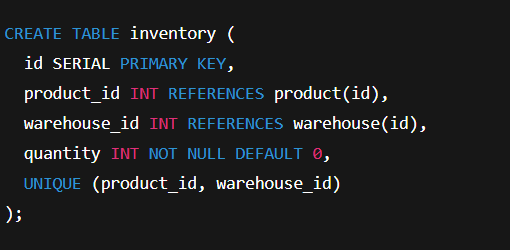 CREATE TABLE inventory (
  id SERIAL PRIMARY KEY,
  product_id INT REFERENCES product(id),
  warehouse_id INT REFERENCES warehouse(id),
  quantity INT NOT NULL DEFAULT 0,
  UNIQUE (product_id, warehouse_id)
);